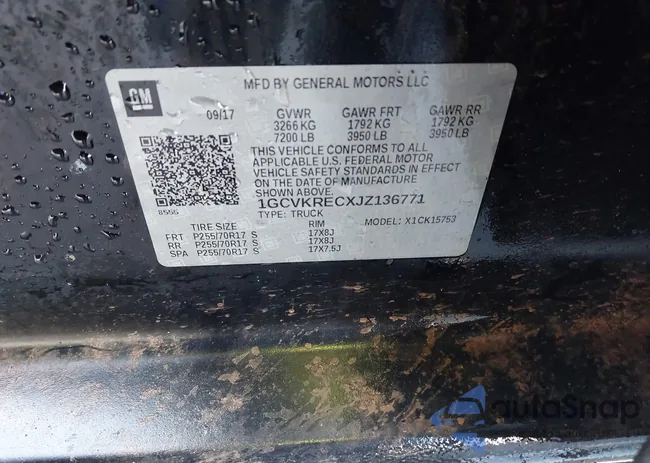 MFD BY GENERAL MOTORS LLC
GM
09/17
GVWR GAWR FRT GAWR RR
3266 KG 1792 KG 1792 KG
7200 LB 3950 LB 3950 LB
THIS VEHICLE CONFORMS TO ALL
APPLICABLE U.S. FEDERAL MOTOR
VEHICLE SAFETY STANDARDS IN EFFECT
ON THE DATE OF MANUFACTURE
SHOWN ABOVE.
1GCVKRECXJZ136771
8555
TYPE: TRUCK MODEL: X1CK15753
TIRE SIZE RIM
FRT P255/70R17 S 17X8J
RR P255/70R17 S 17X8J
SPA P255/70R17 S 17X7.5J
autoSnap